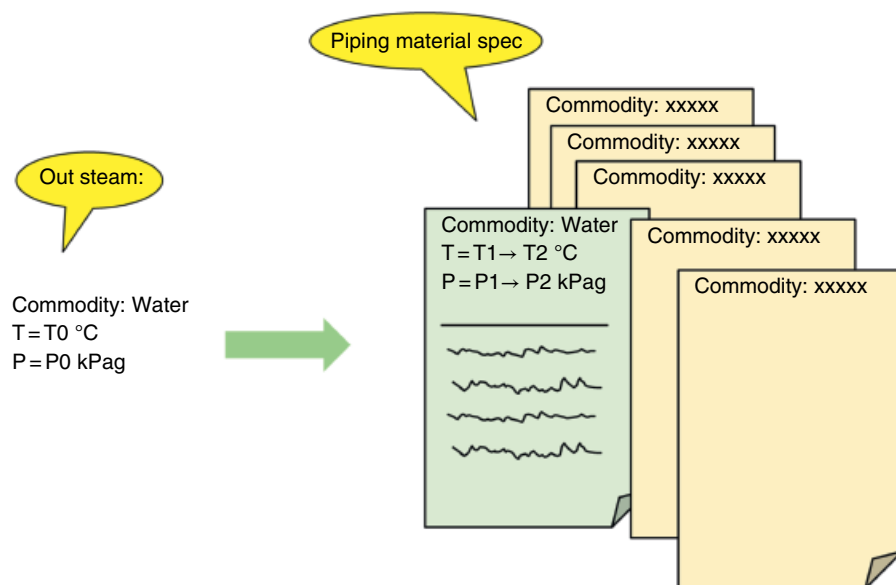 Piping material spec
Out steam:
Commodity: Water
T = T0 °C
P = P0 kPag
Commodity: xxxxx
Commodity: xxxxx
Commodity: xxxxx
Commodity: Water
T = T1→ T2 °C
P = P1→ P2 kPag
Commodity: xxxxx
Commodity: xxxxx